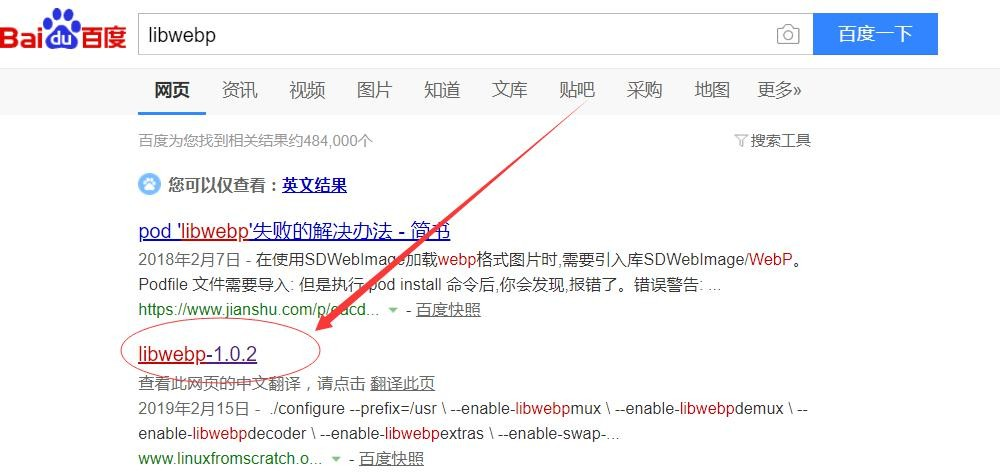 Baidu百度
libwebp
百度一下
网页 资讯 视频 图片 知道 文库 贴吧 采购 地图 更多»
百度为您找到相关结果约484,000个
搜索工具
您可以仅查看：英文结果
pod 'libwebp'失败的解决办法 - 简书
2018年2月7日 - 在使用SDWebImage加载webp格式图片时,需要引入库SDWebImage/WebP。
Podfile 文件需要导入: 但是执行 pod install 命令后,你会发现,报错了。错误警告: ...
https://www.jianshu.com/p/cacd... - 百度快照
libwebp-1.0.2
查看此网页的中文翻译，请点击 翻译此页
2019年2月15日 - ./configure --prefix=/usr \ --enable-libwebpmux \ --enable-libwebpdemux \ --
enable-libwebpdecoder \ --enable-libwebpextras \ --enable-swap-...
www.linuxfromscratch.o... - 百度快照